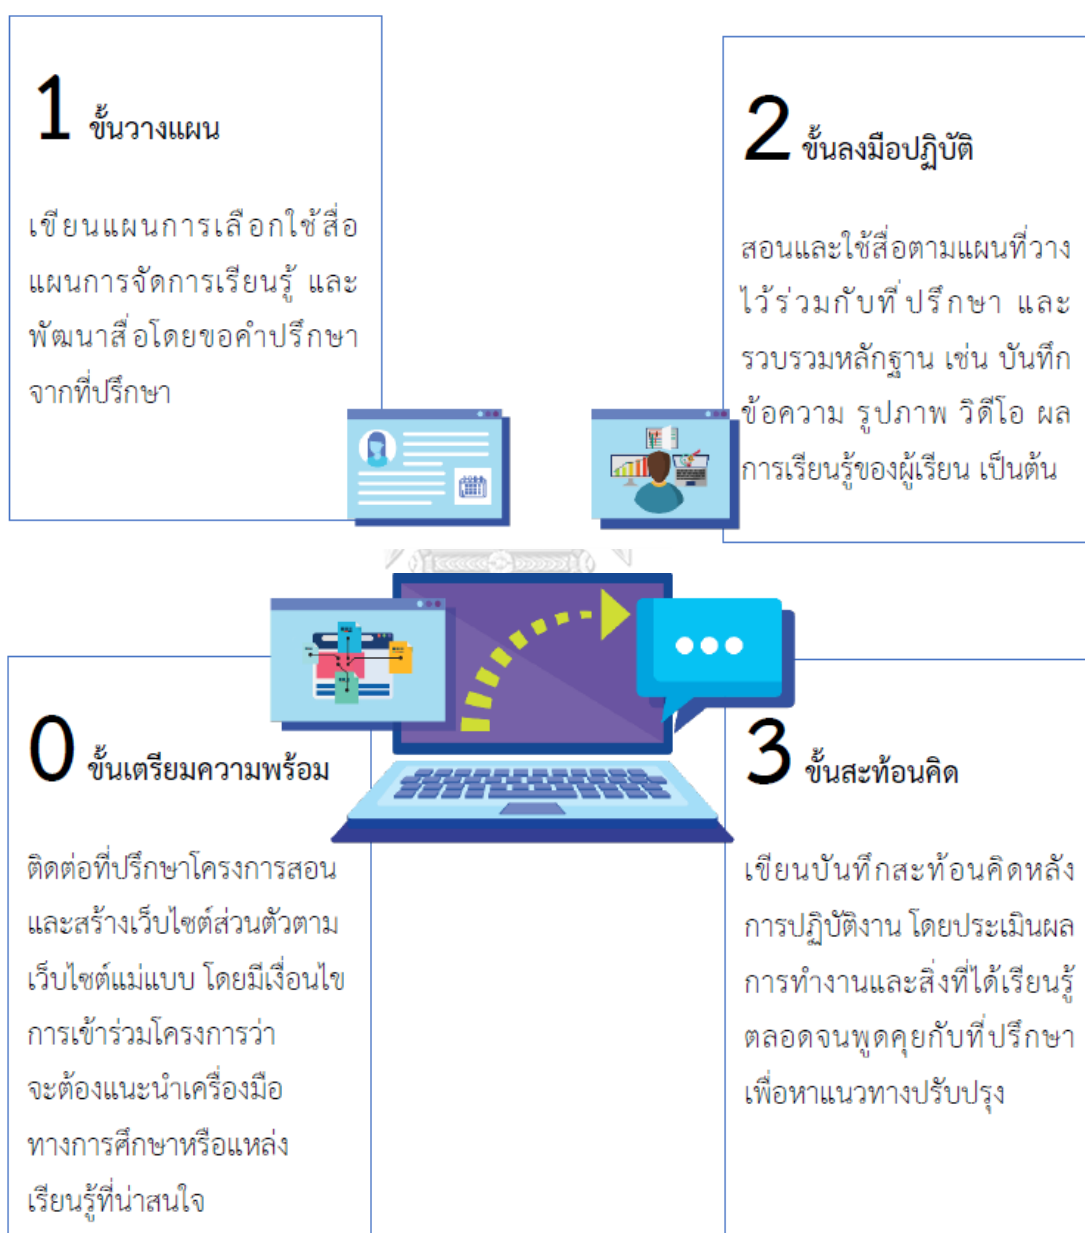 1 ขั้นวางแผน
เขียนแผนการเลือกใช้สื่อ
แผนการจัดการเรียนรู้ และ
พัฒนาสื่อโดยขอคำปรึกษา
จากที่ปรึกษา
2 ขั้นลงมือปฏิบัติ
สอนและใช้สื่อตามแผนที่วาง
ไว้ร่วมกับที่ปรึกษา และ
รวบรวมหลักฐาน เช่น บันทึก
ข้อความ รูปภาพ วิดีโอ ผล
การเรียนรู้ของผู้เรียน เป็นต้น
0 ขั้นเตรียมความพร้อม
ติดต่อที่ปรึกษาโครงการสอน
และสร้างเว็บไซต์ส่วนตัวตาม
เว็บไซต์แม่แบบ โดยมีเงื่อนไข
การเข้าร่วมโครงการว่า
จะต้องแนะนำเครื่องมือ
ทางการศึกษาหรือแหล่ง
เรียนรู้ที่น่าสนใจ
3 ขั้นสะท้อนคิด
เขียนบันทึกสะท้อนคิดหลัง
การปฏิบัติงาน โดยประเมินผล
การทำงานและสิ่งที่ได้เรียนรู้
ตลอดจนพูดคุยกับที่ปรึกษา
เพื่อหาแนวทางปรับปรุง